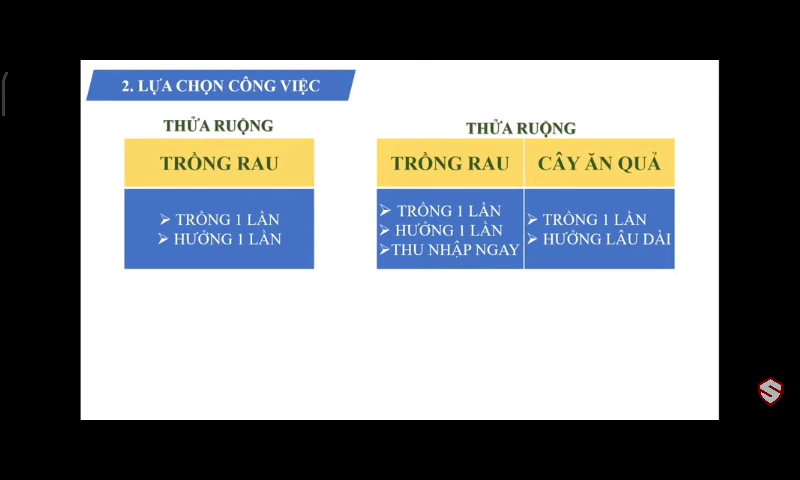 2. LỰA CHỌN CÔNG VIỆC
THỬA RUỘNG
TRỒNG RAU
TRỒNG 1 LẦN
HƯỞNG 1 LẦN
THỬA RUỘNG
TRỒNG RAU
CÂY ĂN QUẢ
TRỒNG 1 LẦN
HƯỞNG 1 LẦN
THU NHẬP NGAY
TRỒNG 1 LẦN
HƯỞNG LÂU DÀI